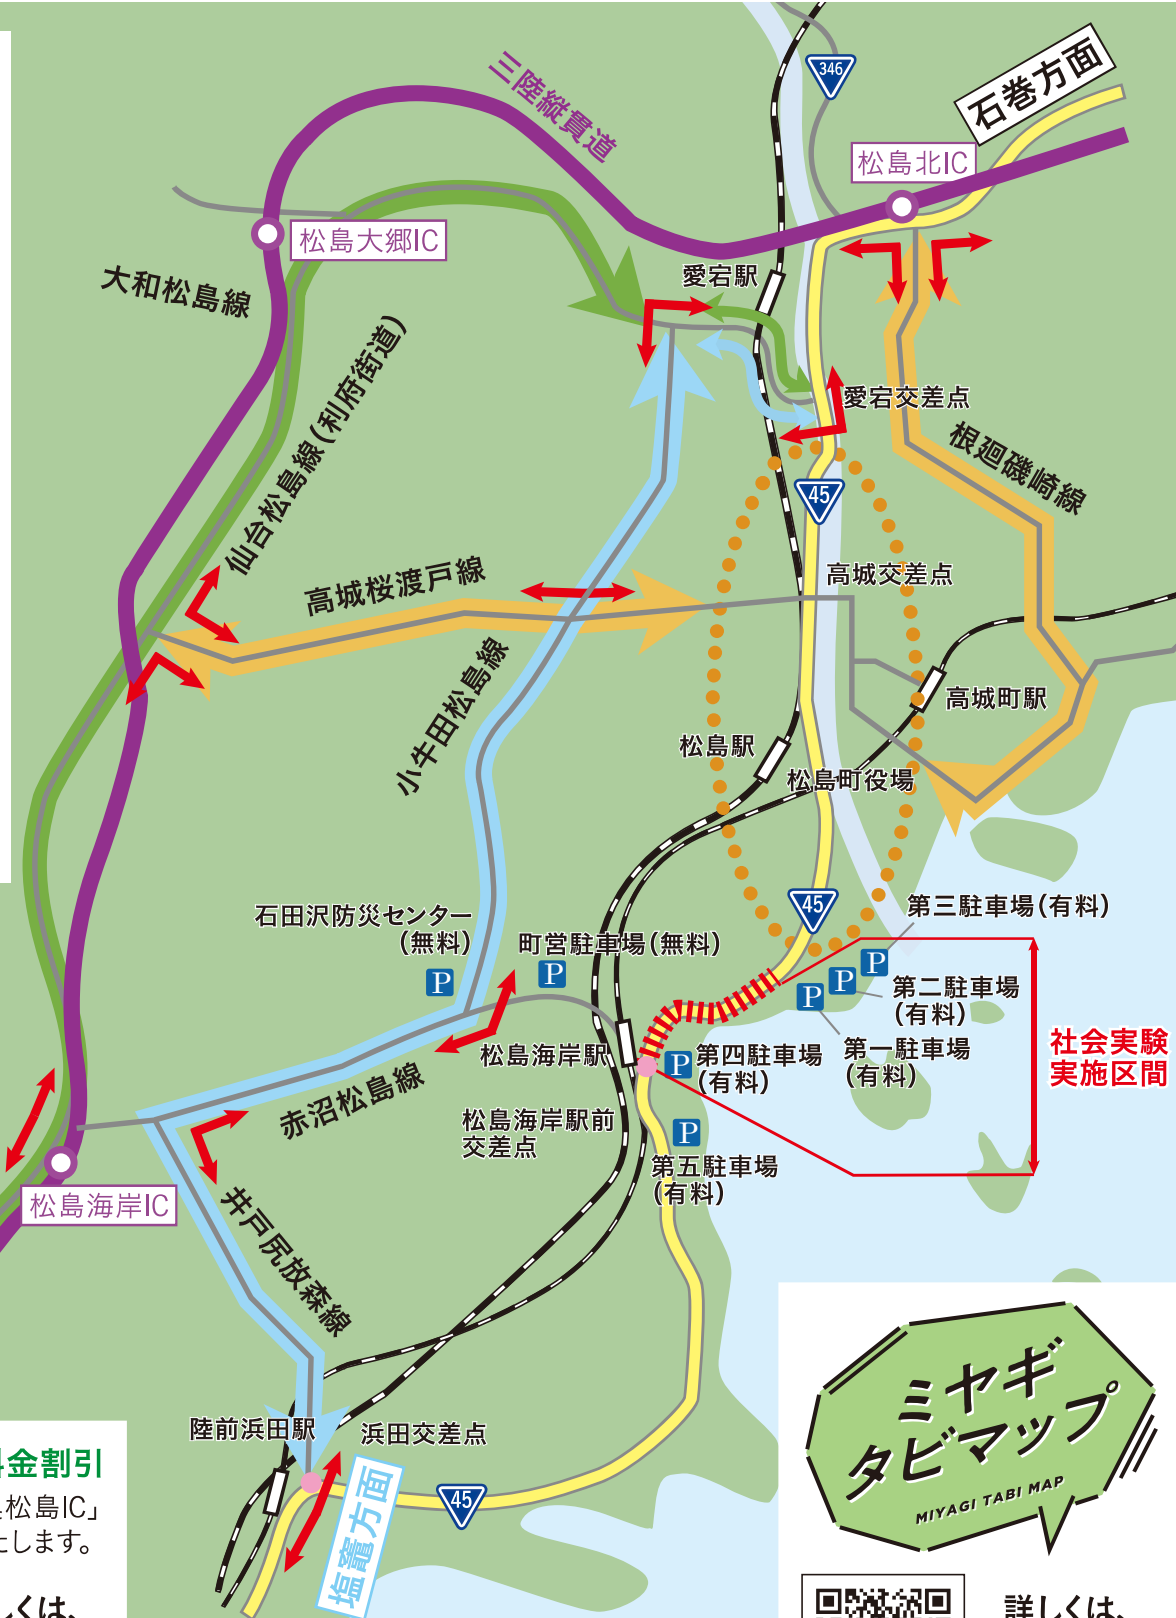 三陸縦貫道
346
石巻方面
松島北IC
松島大郷IC
大和松島線
愛宕駅
仙台松島線(利府街道)
愛宕交差点
根廻磯崎線
45
高城桜渡戸線
高城交差点
小牛田松島線
高城町駅
松島駅
松島町役場
45
第三駐車場(有料)
石田沢防災センター
(無料)
P
町営駐車場(無料)
P
P
P
P
第二駐車場
(有料)
第一駐車場
(有料)
社会実験
実施区間
松島海岸駅
P
第四駐車場
(有料)
赤沼松島線
松島海岸駅前
交差点
P
第五駐車場
(有料)
松島海岸IC
井戸尻放森線
陸前浜田駅
浜田交差点
45
塩竈方面
金割引
松島IC」
たします。
しくは、
ミヤギ
タビマップ
MIYAGI TABI MAP
詳しくは、